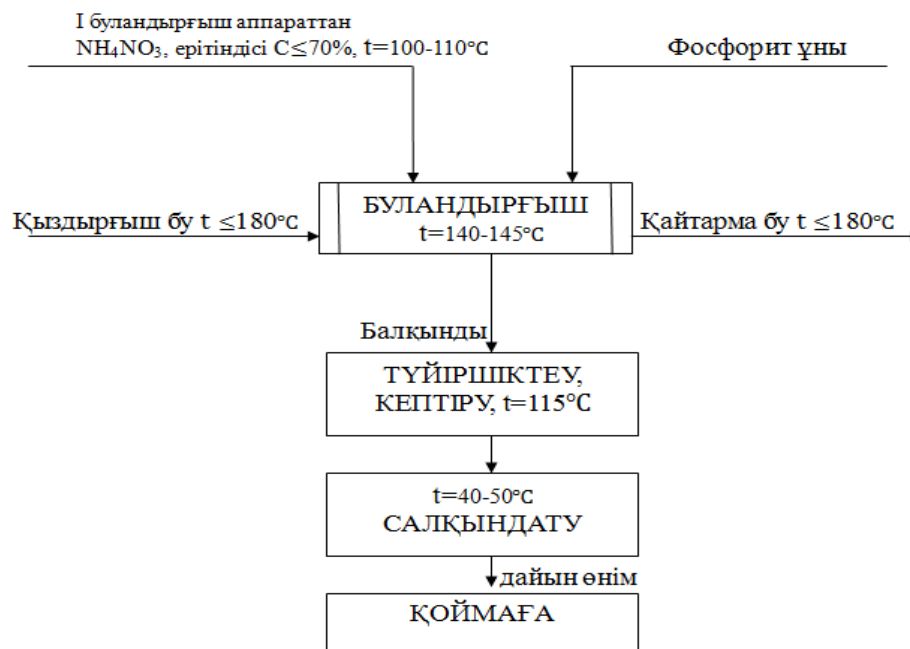 І буландырғыш аппараттан
NH₄NO₃, ерітіндісі C≤70%, t=100-110°C
Фосфорит ұны
БУЛАНДЫРҒЫШ
t=140-145°C
Қыздырғыш бу t ≤180°C
Қайтарма бу t ≤180°C
Балқынды
ТҮЙІРШІКТЕУ,
КЕПТІРУ, t=115°C
t=40-50°C
САЛҚЫНДАТУ
дайын өнім
ҚОЙМАҒА